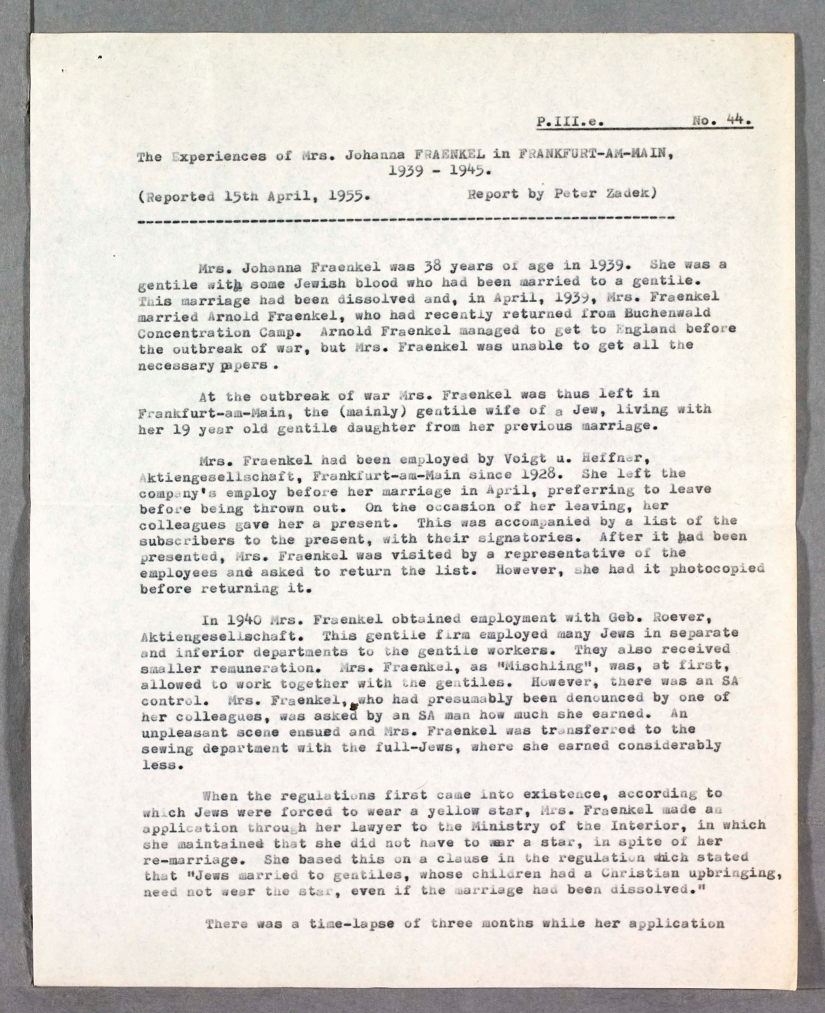 P.III.e. No. 44.
The Experiences of Mrs. Johanna FRAENKEL in FRANKFURT-AM-MAIN,
1939 - 1945.
(Reported 15th April, 1955. Report by Peter Zadek)
Mrs. Johanna Fraenkel was 38 years of age in 1939. She was a
gentile with some Jewish blood who had been married to a gentile.
This marriage had been dissolved and, in April, 1939, Mrs. Fraenkel
married Arnold Fraenkel, who had recently returned from Buchenwald
Concentration Camp. Arnold Fraenkel managed to get to England before
the outbreak of war, but Mrs. Fraenkel was unable to get all the
necessary papers.
At the outbreak of war Mrs. Fraenkel was thus left in
Frankfurt-am-Main, the (mainly) gentile wife of a Jew, living with
her 19 year old gentile daughter from her previous marriage.
Mrs. Fraenkel had been employed by Voigt u. Heffner,
Aktiengesellschaft, Frankfurt-am-Main since 1928. She left the
company's employ before her marriage in April, preferring to leave
before being thrown out. On the occasion of her leaving, her
colleagues gave her a present. This was accompanied by a list of the
subscribers to the present, with their signatories. After it had been
presented, Mrs. Fraenkel was visited by a representative of the
employees and asked to return the list. However, she had it photocopied
before returning it.
In 1940 Mrs. Fraenkel obtained employment with Geb. Roever,
Aktiengesellschaft. This gentile firm employed many Jews in separate
and inferior departments to the gentile workers. They also received
smaller remuneration. Mrs. Fraenkel, as "Mischling", was, at first,
allowed to work together with the gentiles. However, there was an SA
control. Mrs. Fraenkel, who had presumably been denounced by one of
her colleagues, was asked by an SA man how much she earned. An
unpleasant scene ensued and Mrs. Fraenkel was transferred to the
sewing department with the full-Jews, where she earned considerably
less.
When the regulations first came into existence, according to
which Jews were forced to wear a yellow star, Mrs. Fraenkel made an
application through her lawyer to the Ministry of the Interior, in which
she maintained that she did not have to war a star, in spite of her
re-marriage. She based this on a clause in the regulation which stated
that "Jews married to gentiles, whose children had a Christian upbringing,
need not wear the star, even if the marriage had been dissolved."
There was a time-lapse of three months while her application